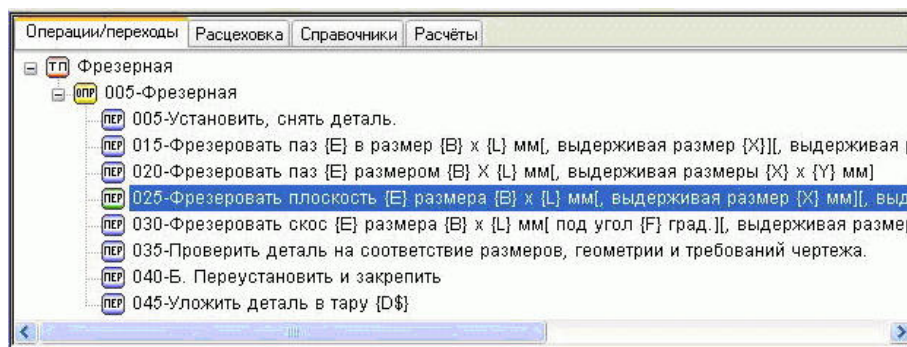 Операции/переходы Расцеховка Справочники Расчёты
ТП Фрезерная
ОПР 005-Фрезерная
ПЕР 005-Установить, снять деталь.
ПЕР 015-Фрезеровать паз {E} в размер {B} x {L} мм[, выдерживая размер {X}][, выдерживая
ПЕР 020-Фрезеровать паз {E} размером {B} X {L} мм[, выдерживая размеры {X} x {Y} мм]
ПЕР 025-Фрезеровать плоскость {E} размера {B} x {L} мм[, выдерживая размер {X} мм][, выд
ПЕР 030-Фрезеровать скос {E} размера {B} x {L} мм[ под угол {F} град.][, выдерживая разме
ПЕР 035-Проверить деталь на соответствие размеров, геометрии и требований чертежа.
ПЕР 040-Б. Переустановить и закрепить
ПЕР 045-Уложить деталь в тару {D$}